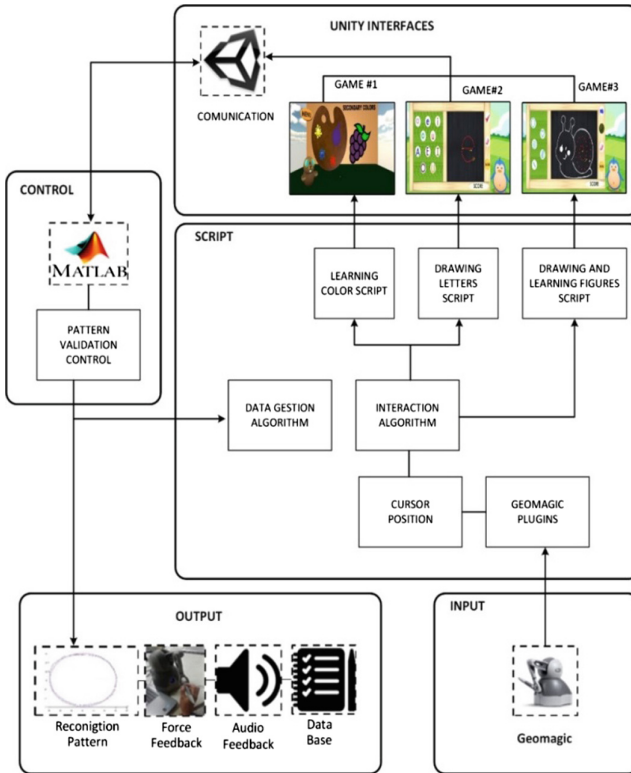 UNITY INTERFACES
GAME #1
GAME#2
GAME#3
COMUNICATION
SECONDARY COLORS
CONTROL
MATLAB
PATTERN
VALIDATION
CONTROL
SCRIPT
LEARNING
COLOR SCRIPT
DRAWING
LETTERS
SCRIPT
DRAWING AND
LEARNING FIGURES
SCRIPT
DATA GESTION
ALGORITHM
INTERACTION
ALGORITHM
CURSOR
POSITION
GEOMAGIC
PLUGINS
OUTPUT
Reconigtion
Pattern
Force
Feedback
Audio
Feedback
Data
Base
INPUT
Geomagic